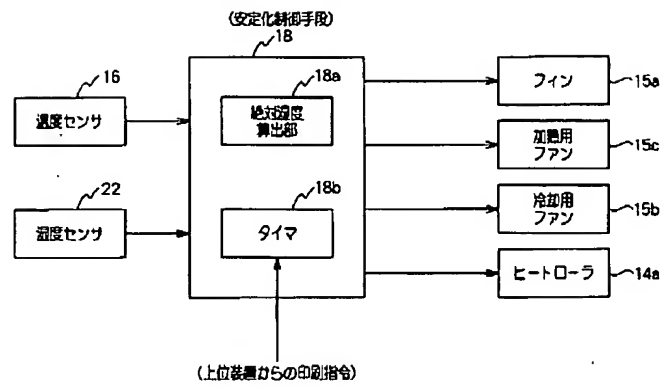 (安定化制御手段)
18
16
温度センサ
22
湿度センサ
18a
絶対湿度
算出部
18b
タイマ
フィン
15a
加熱用
ファン
15c
冷却用
ファン
15b
ヒートローラ
14a
(上位装置からの印刷指令)